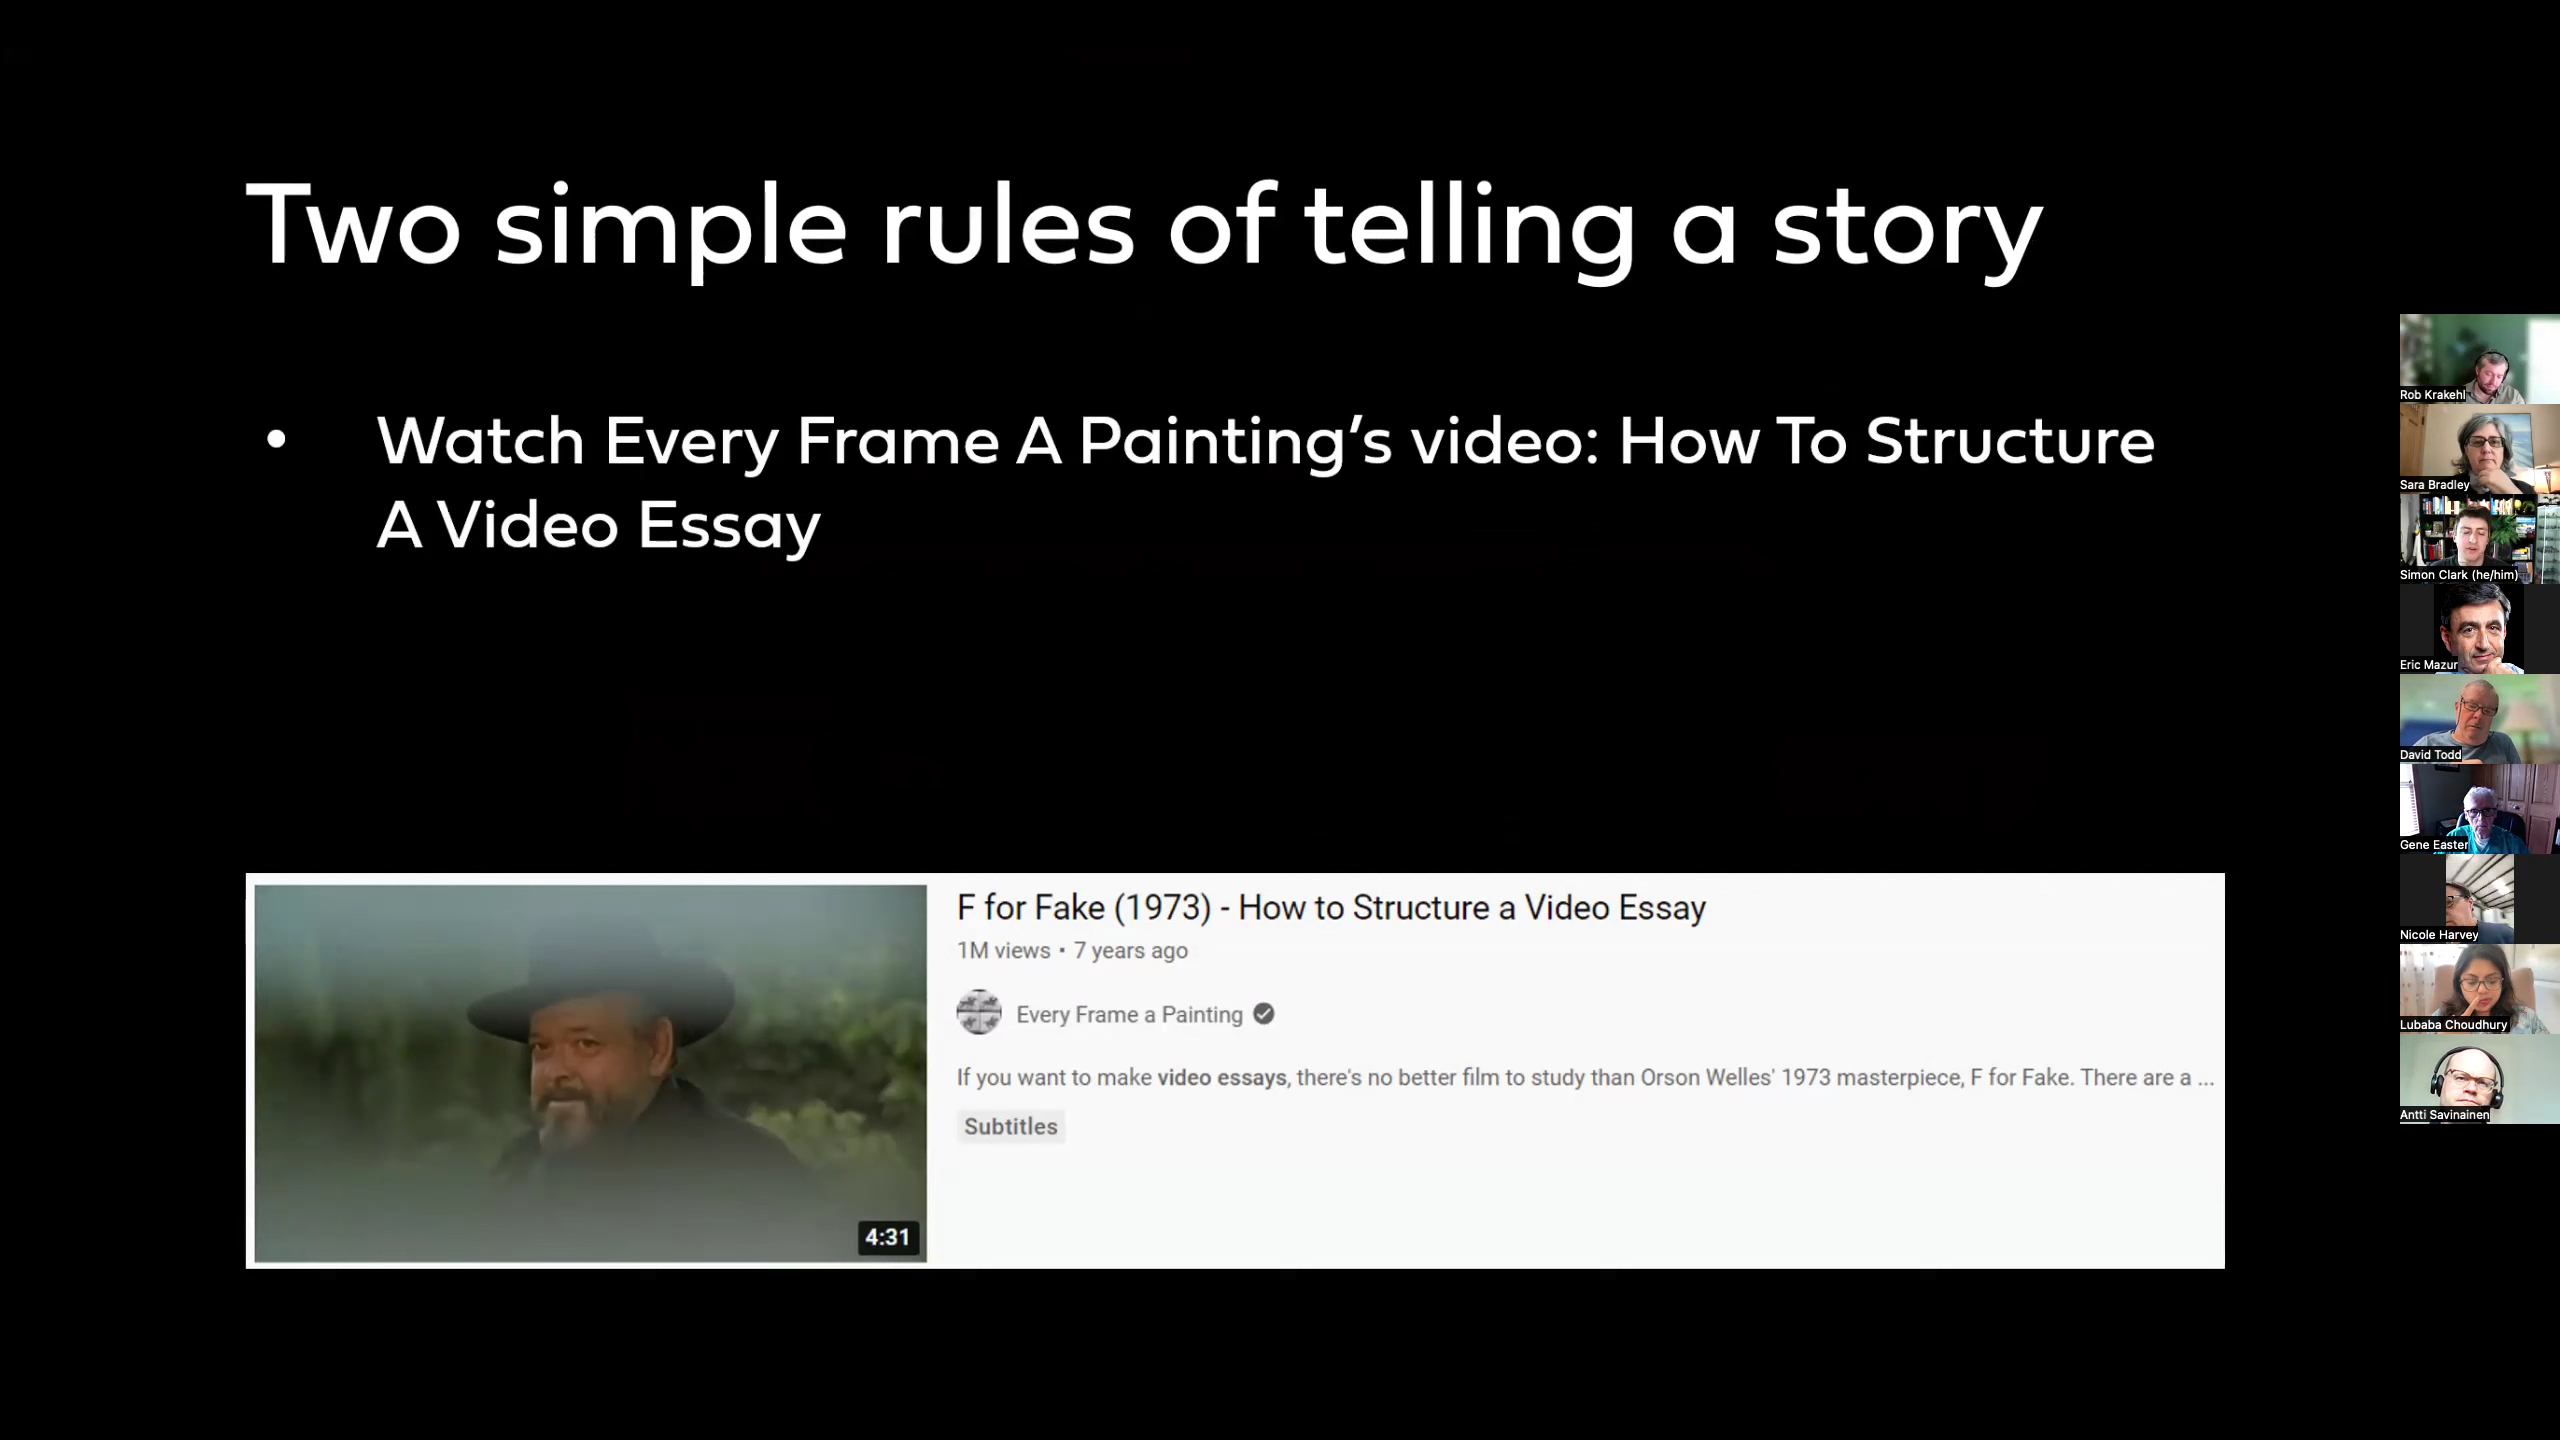 Two simple rules of telling a story
• Watch Every Frame A Painting’s video: How To Structure
A Video Essay
F for Fake (1973) - How to Structure a Video Essay
1M views • 7 years ago
Every Frame a Painting
If you want to make video essays, there's no better film to study than Orson Welles' 1973 masterpiece, F for Fake. There are a ...
Subtitles
4:31
Rob Krakehl
Sara Bradley
Simon Clark (he/him)
Eric Mazur
David Todd
Gene Easter
Nicole Harvey
Lubaba Choudhury
Antti Savinainen